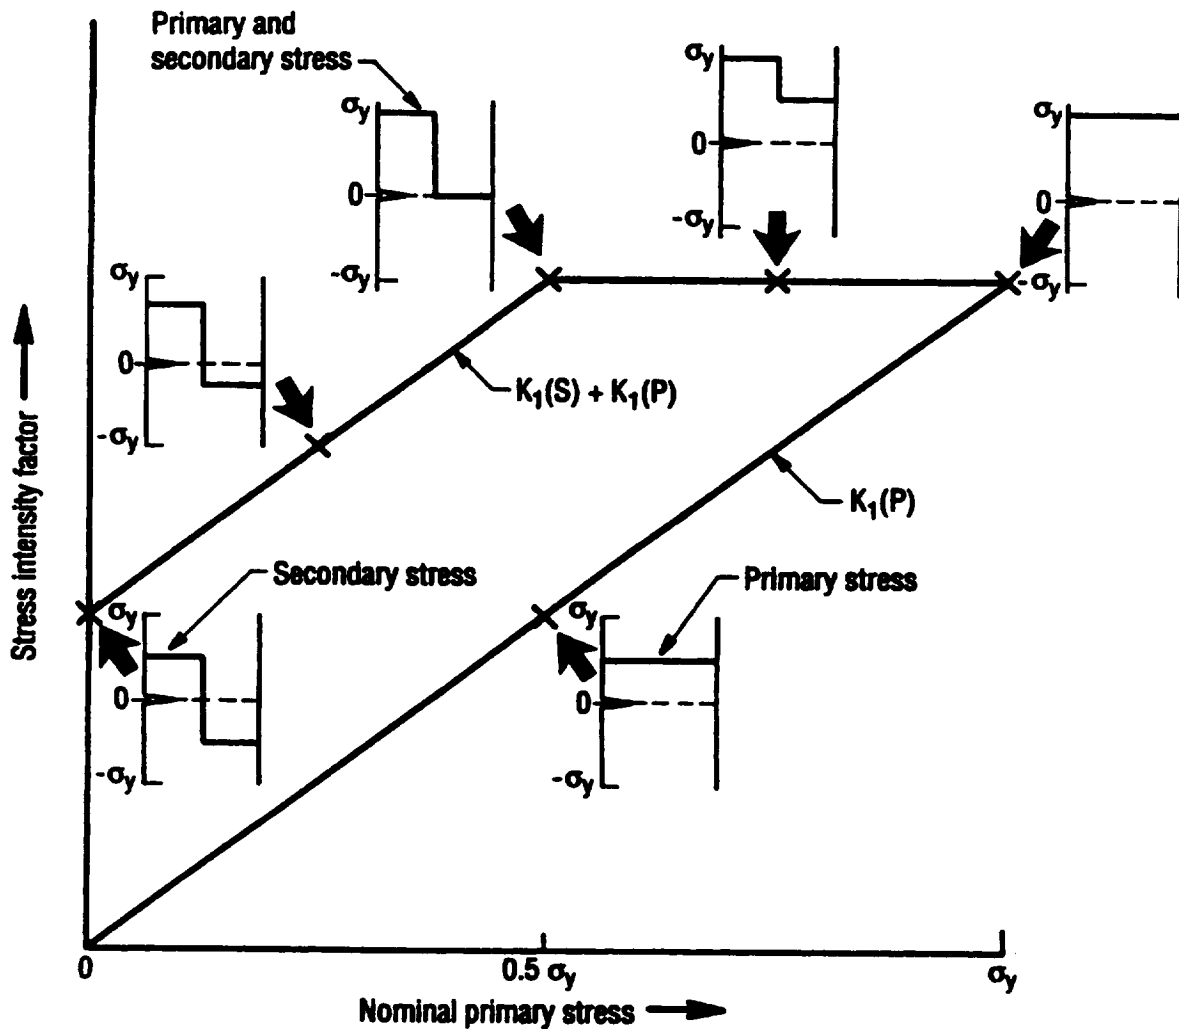 Primary and
secondary stress
σy
0
-σy
σy
0
-σy
σy
0
-σy
σy
0
-σy
K1(S) + K1(P)
K1(P)
Secondary stress
σy
0
-σy
Primary stress
σy
0
-σy
Stress intensity factor
0
0.5 σy
σy
Nominal primary stress